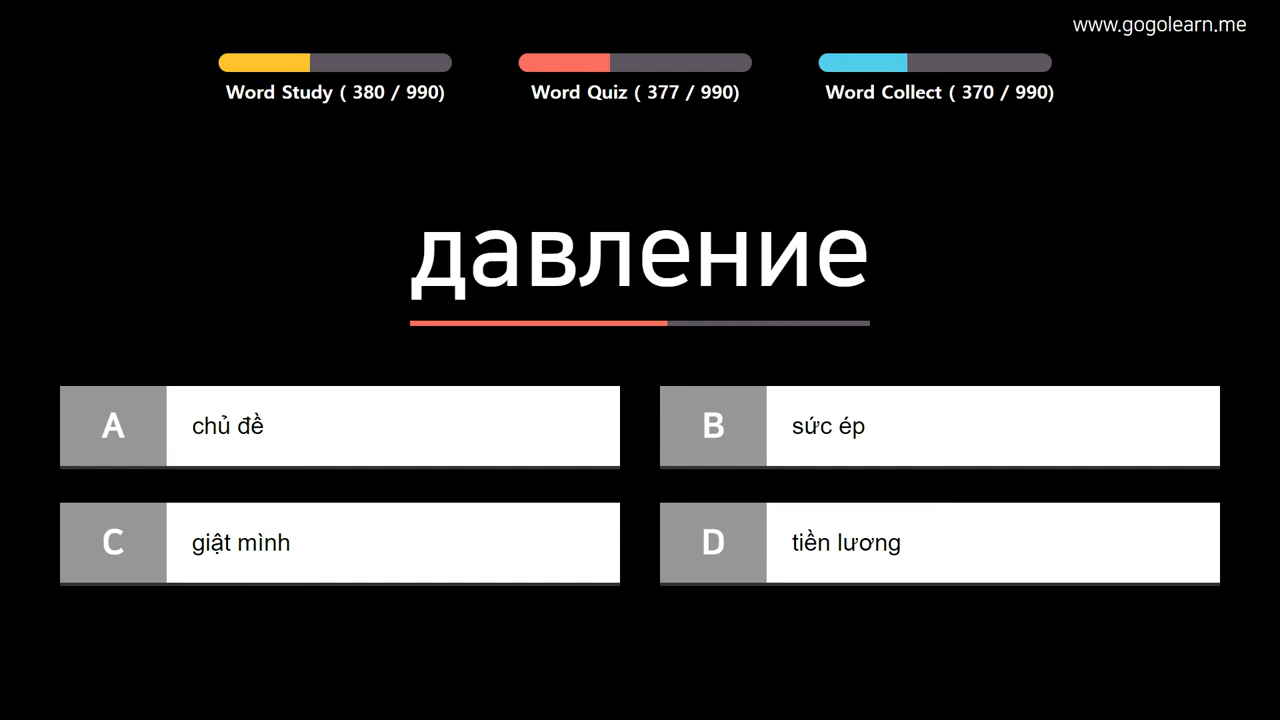 www.gogolearn.me
Word Study ( 380 / 990)
Word Quiz ( 377 / 990)
Word Collect ( 370 / 990)
давление
A chủ đề
B sức ép
C giật mình
D tiền lương